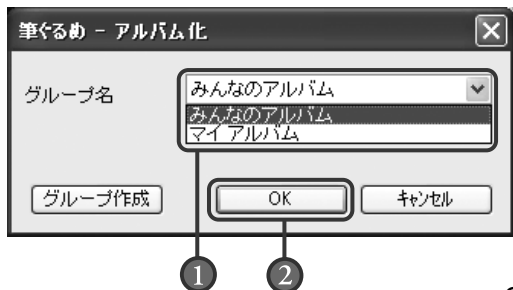 筆ぐるめ - アルバム化
グループ名
みんなのアルバム
みんなのアルバム
マイ アルバム
グループ作成
OK
キャンセル
1
2